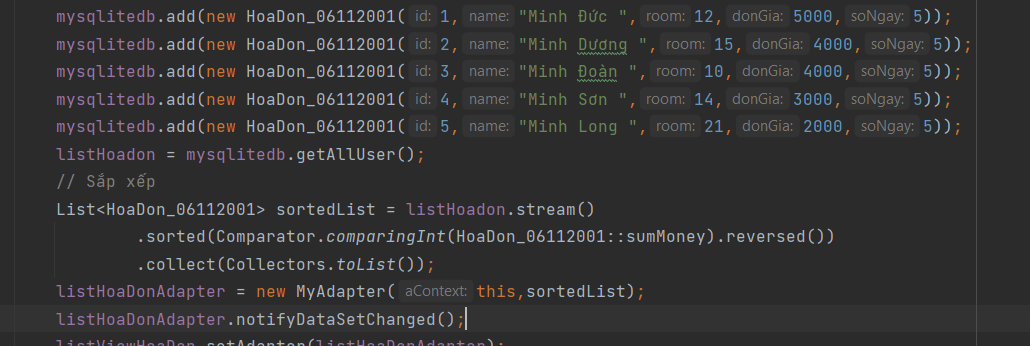 mysqlitedb.add(new HoaDon_06112001( id: 1, name: "Minh Đức ", room: 12, donGia: 5000, soNgay: 5));
mysqlitedb.add(new HoaDon_06112001( id: 2, name: "Minh Dương ", room: 15, donGia: 4000, soNgay: 5));
mysqlitedb.add(new HoaDon_06112001( id: 3, name: "Minh Đoàn ", room: 10, donGia: 4000, soNgay: 5));
mysqlitedb.add(new HoaDon_06112001( id: 4, name: "Minh Sơn ", room: 14, donGia: 3000, soNgay: 5));
mysqlitedb.add(new HoaDon_06112001( id: 5, name: "Minh Long ", room: 21, donGia: 2000, soNgay: 5));
listHoadon = mysqlitedb.getAllUser();
// Sắp xếp
List<HoaDon_06112001> sortedList = listHoadon.stream()
.sorted(Comparator.comparingInt(HoaDon_06112001::sumMoney).reversed())
.collect(Collectors.toList());
listHoaDonAdapter = new MyAdapter( aContext: this,sortedList);
listHoaDonAdapter.notifyDataSetChanged();
listViewHoaDon.setAdapter(listHoaDonAdapter);